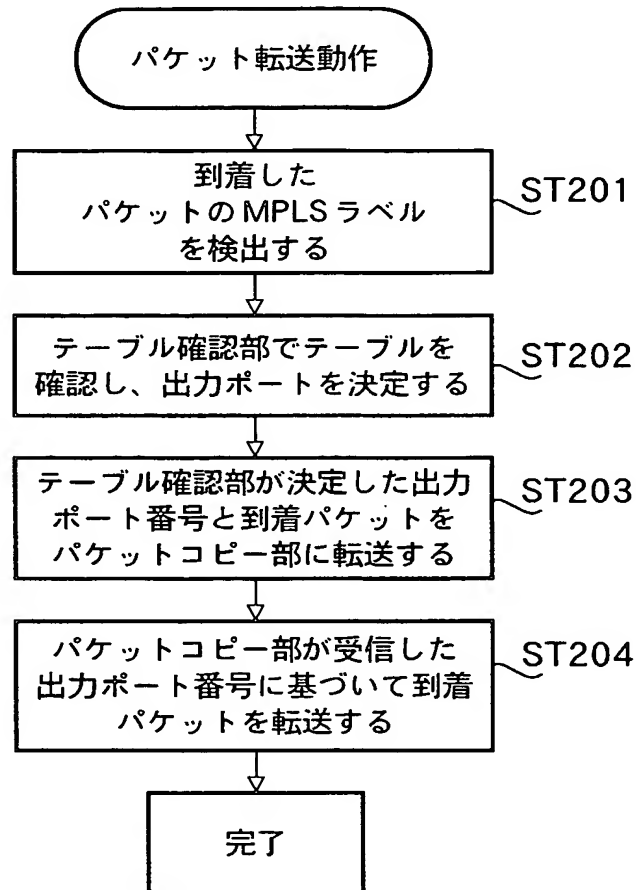 パケット転送動作
到着した
パケットのMPLSラベル
を検出する
ST201
テーブル確認部でテーブルを
確認し、出力ポートを決定する
ST202
テーブル確認部が決定した出力
ポート番号と到着パケットを
パケットコピー部に転送する
ST203
パケットコピー部が受信した
出力ポート番号に基づいて到着
パケットを転送する
ST204
完了